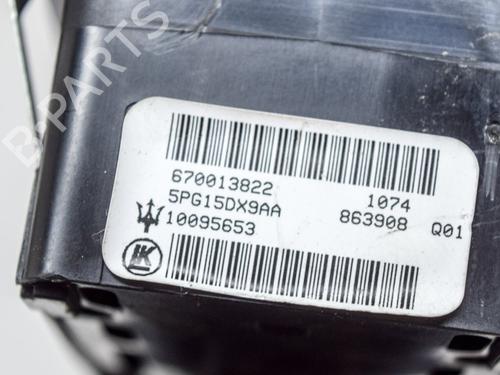 B-PARTS
670013822 1074
5PG15DX9AA 863908 Q01
10095653
LK